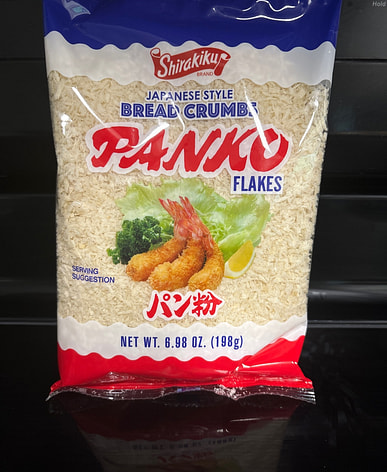 Hold
Shirakiku
BRAND
JAPANESE STYLE
BREAD CRUMBS
PANKO
FLAKES
SERVING
SUGGESTION
パン粉
NET WT. 6.98 OZ. (198g)